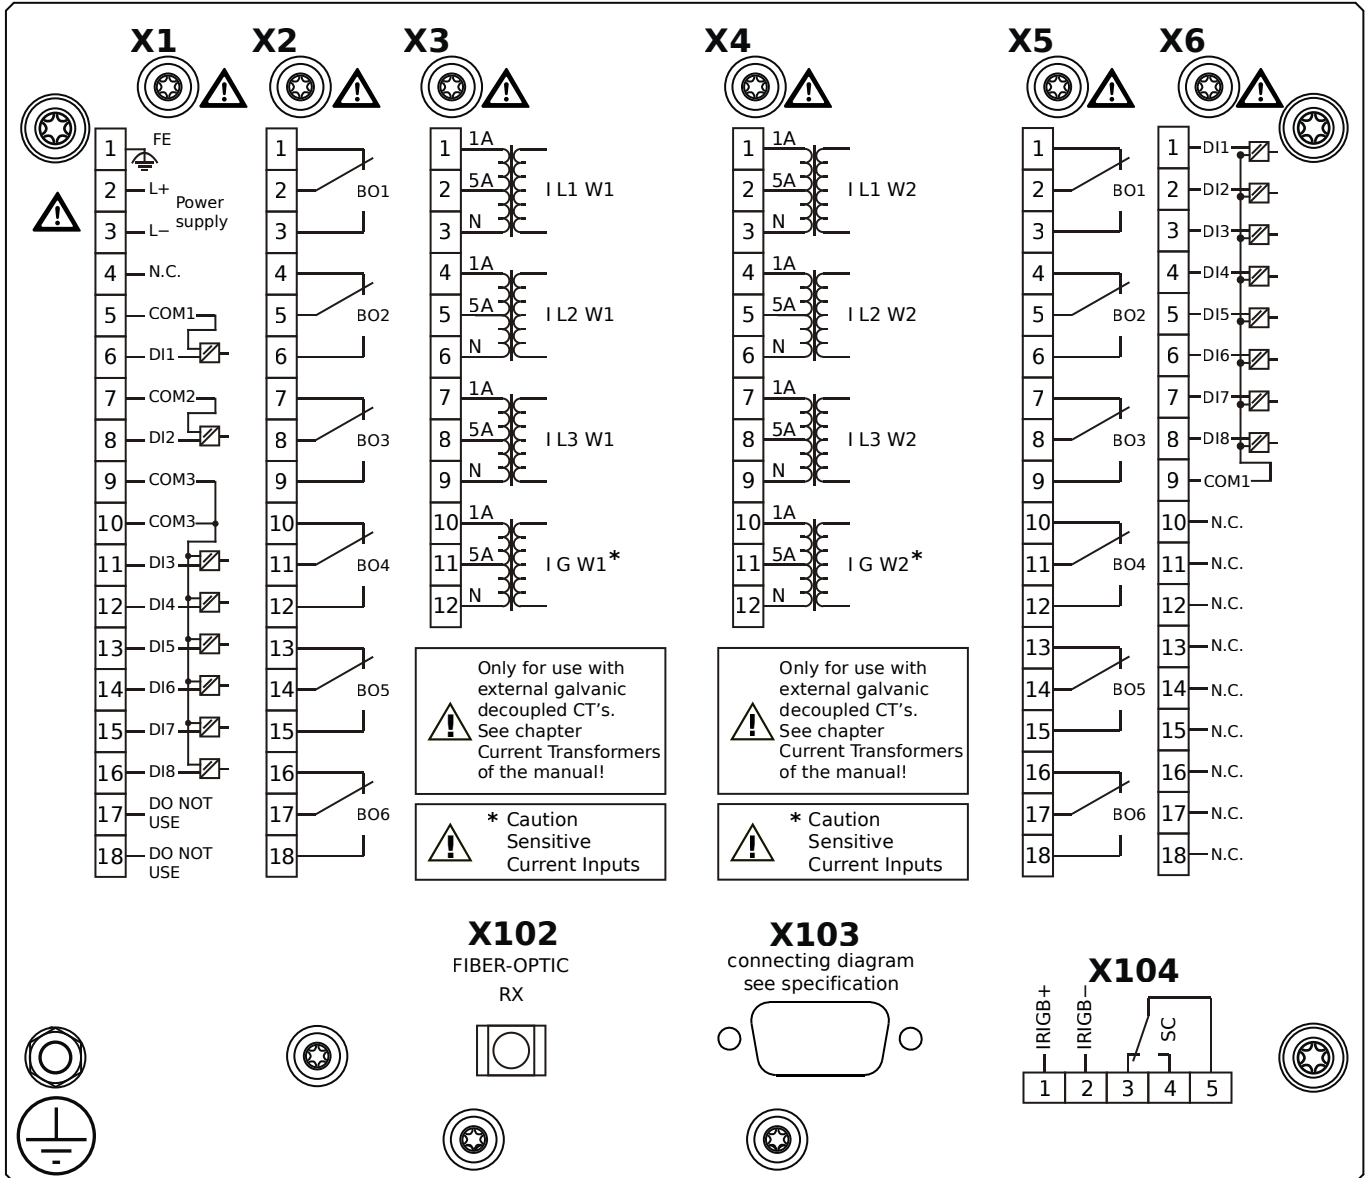 X1
X2
X3
X4
X5
X6
1 FE
2 L+
Power
supply
3 L−
4 N.C.
5 COM1
6 DI1
7 COM2
8 DI2
9 COM3
10 COM3
11 DI3
12 DI4
13 DI5
14 DI6
15 DI7
16 DI8
17 DO NOT
USE
18 DO NOT
USE
1
2 BO1
3
4
5 BO2
6
7
8 BO3
9
10
11 BO4
12
13
14 BO5
15
16
17 BO6
18
1 1A
2 5A I L1 W1
3 N
4 1A
5 5A I L2 W1
6 N
7 1A
8 5A I L3 W1
9 N
10 1A
11 5A I G W1*
12 N
Only for use with
external galvanic
decoupled CT's.
See chapter
Current Transformers
of the manual!
* Caution
Sensitive
Current Inputs
1 1A
2 5A I L1 W2
3 N
4 1A
5 5A I L2 W2
6 N
7 1A
8 5A I L3 W2
9 N
10 1A
11 5A I G W2*
12 N
Only for use with
external galvanic
decoupled CT's.
See chapter
Current Transformers
of the manual!
* Caution
Sensitive
Current Inputs
1
2 BO1
3
4
5 BO2
6
7
8 BO3
9
10
11 BO4
12
13
14 BO5
15
16
17 BO6
18
1 DI1
2 DI2
3 DI3
4 DI4
5 DI5
6 DI6
7 DI7
8 DI8
9 COM1
10 N.C.
11 N.C.
12 N.C.
13 N.C.
14 N.C.
15 N.C.
16 N.C.
17 N.C.
18 N.C.
X102
FIBER-OPTIC
RX
X103
connecting diagram
see specification
X104
IRIGB+
IRIGB−
SC
1 2 3 4 5